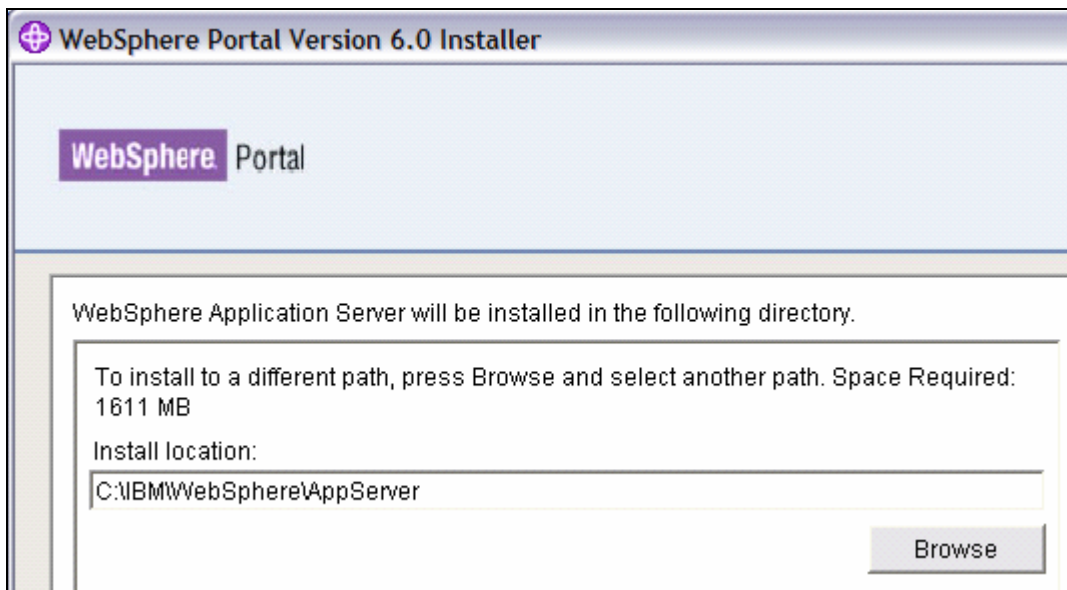 WebSphere Portal Version 6.0 Installer
WebSphere Portal
WebSphere Application Server will be installed in the following directory.
To install to a different path, press Browse and select another path. Space Required:
1611 MB
Install location:
C:\IBM\WebSphere\AppServer
Browse